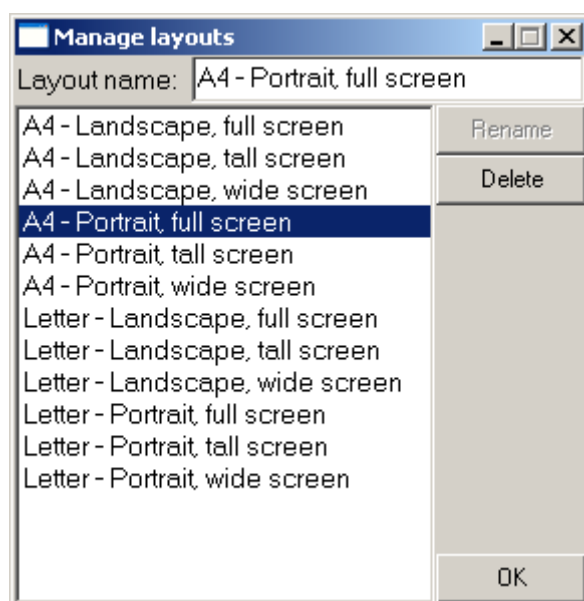 Manage layouts
Layout name: A4 - Portrait, full screen
A4 - Landscape, full screen
A4 - Landscape, tall screen
A4 - Landscape, wide screen
A4 - Portrait, full screen
A4 - Portrait, tall screen
A4 - Portrait, wide screen
Letter - Landscape, full screen
Letter - Landscape, tall screen
Letter - Landscape, wide screen
Letter - Portrait, full screen
Letter - Portrait, tall screen
Letter - Portrait, wide screen
Rename
Delete
OK